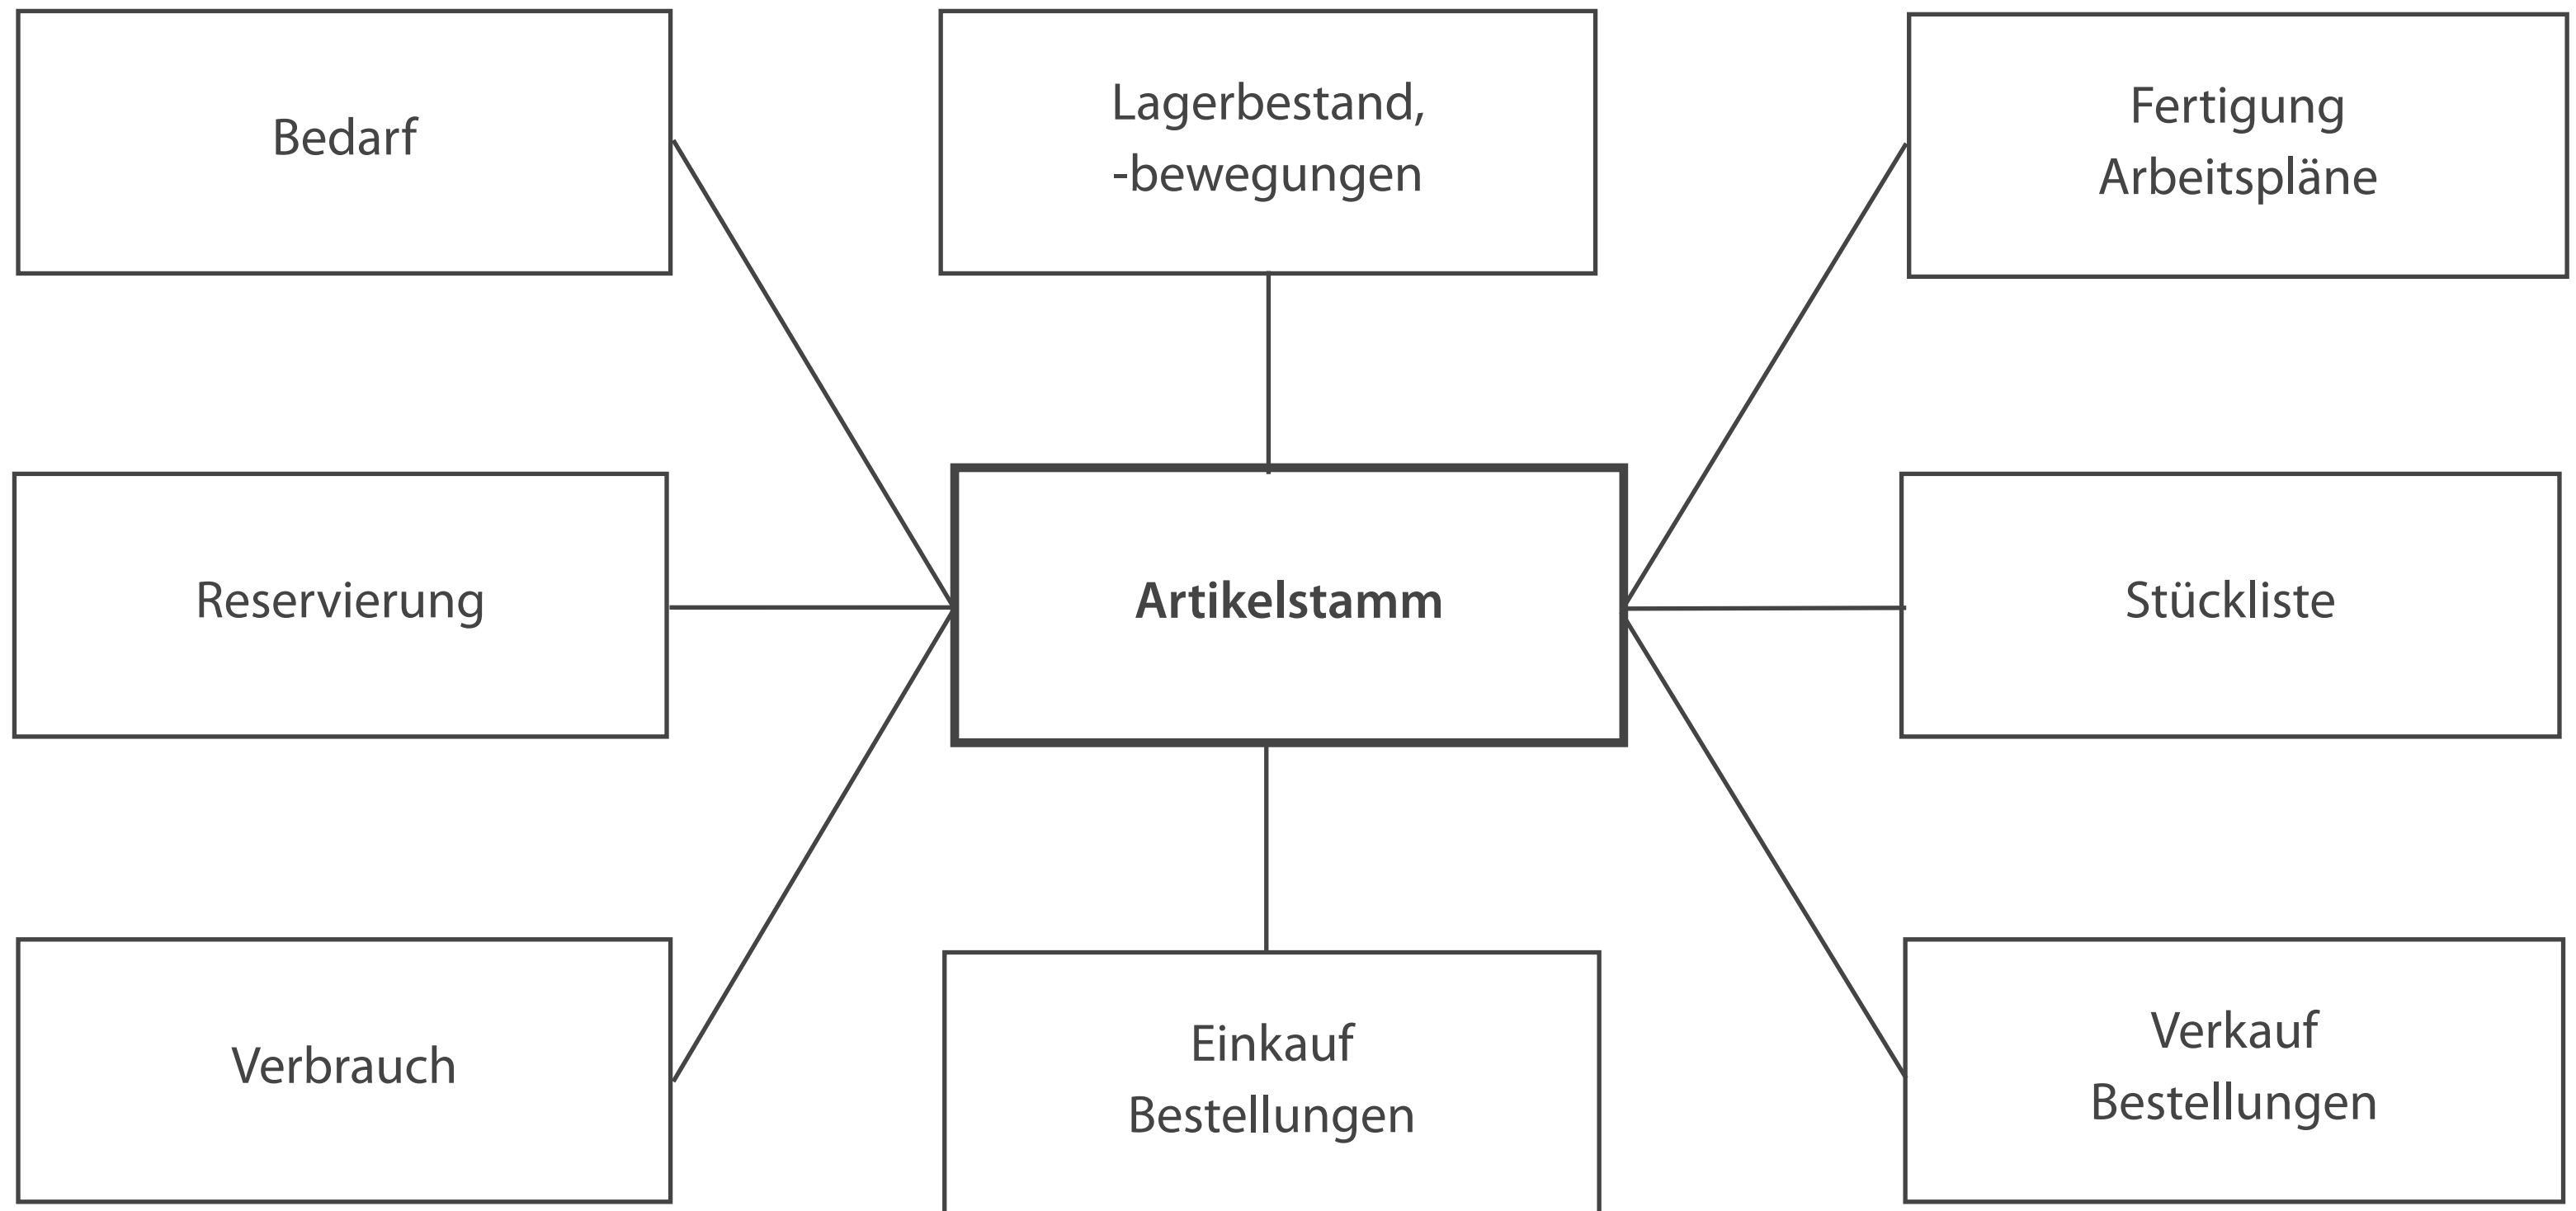 Bedarf
Lagerbestand,
-bewegungen
Fertigung
Arbeitspläne
Reservierung
Artikelstamm
Stückliste
Verbrauch
Einkauf
Bestellungen
Verkauf
Bestellungen